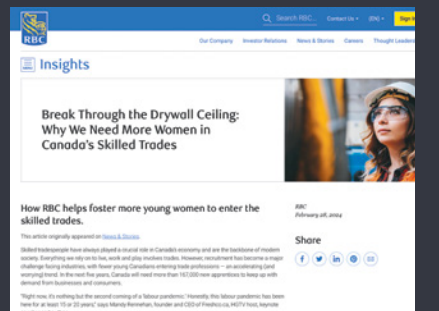 Search RBC...
Contact Us
(EN)
Sign In
RBC
Our Company
Investor Relations
News & Stories
Careers
Thought Leaders
Insights
Break Through the Drywall Ceiling:
Why We Need More Women in
Canada's Skilled Trades
How RBC helps foster more young women to enter the
skilled trades.
RBC
February 28, 2024
This article originally appeared on News & Stories.
Share
Skilled tradespeople have always played a crucial role in Canada's economy and are the backbone of modern
society. Everything we rely on to live, work and play involves trades. However, recruitment has become a major
challenge facing industries, with fewer young Canadians entering trade professions – an accelerating (and
worrying) trend. In the next five years, Canada will need more than 167,000 new apprentices to keep up with
demand from businesses and consumers.
"Right now, it's nothing but the second coming of a 'labour pandemic.' Honestly, this labour pandemic has been
here for at least 15 or 20 years," says Mandy Rennehan, founder and CEO of Freshco.ca, HGTV host, keynote